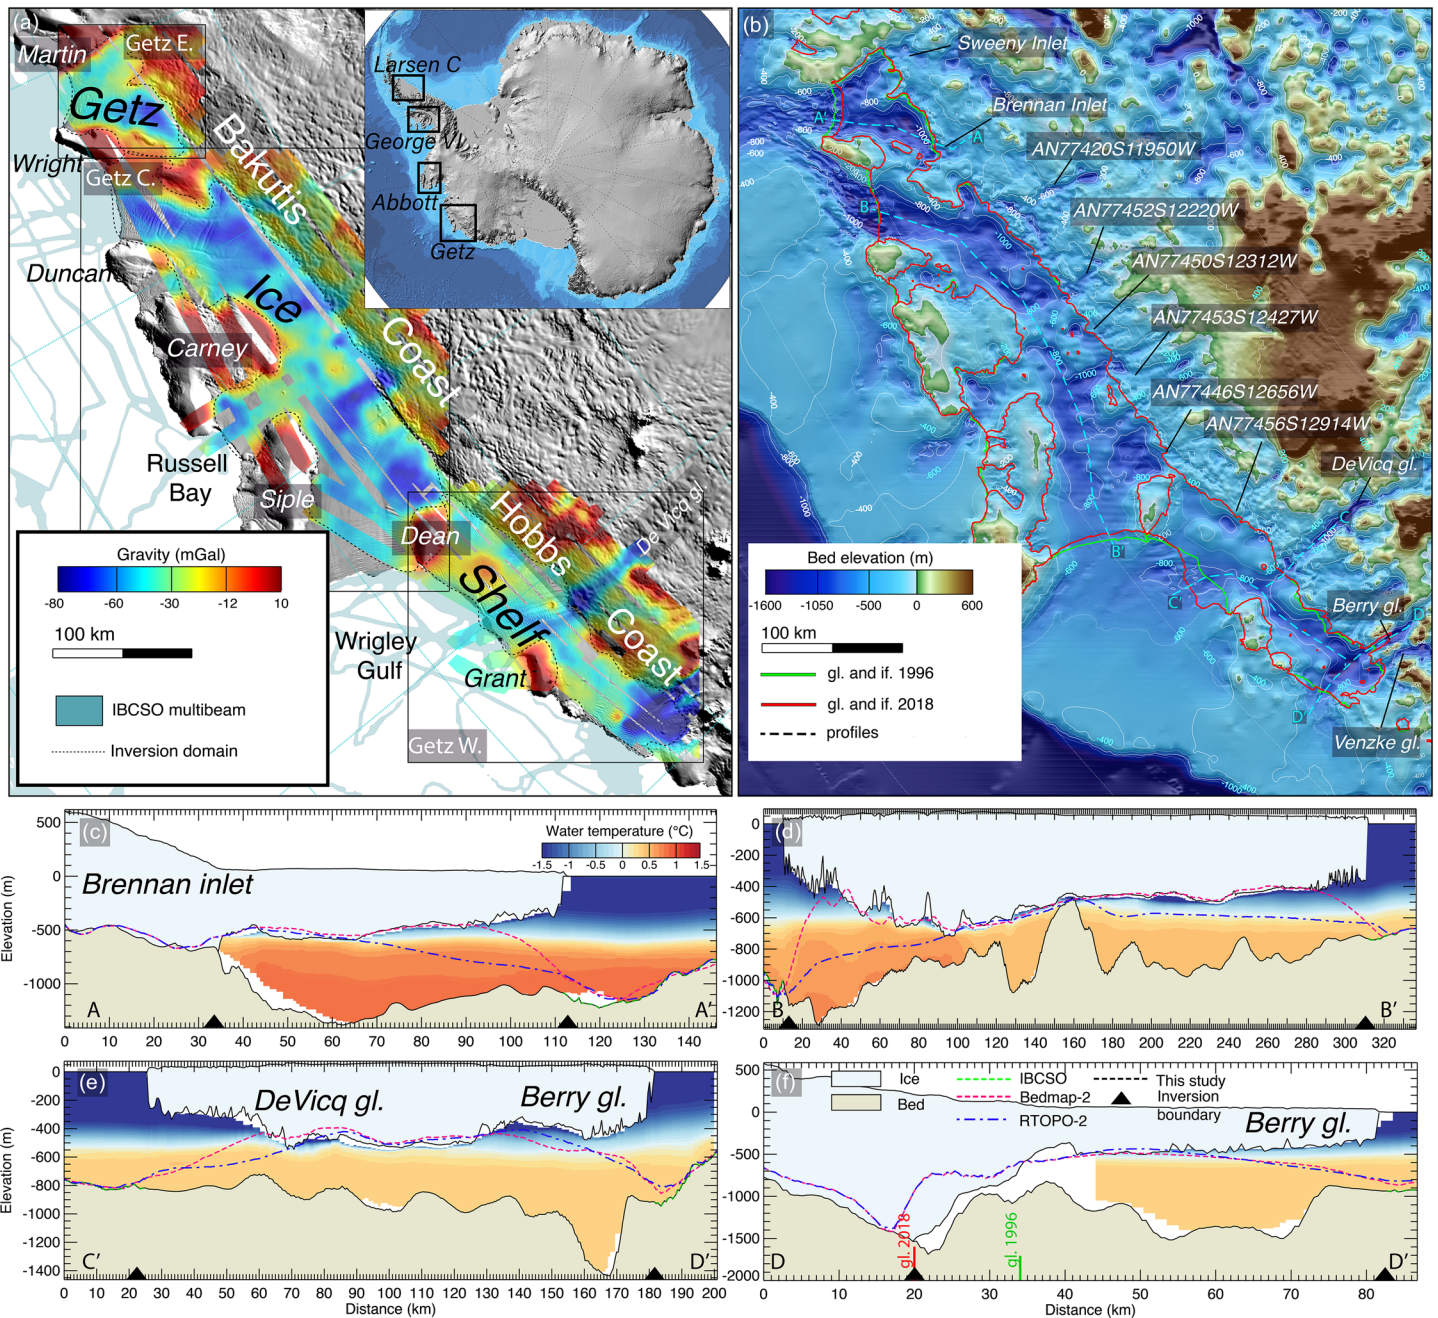 (a)
Martin
Getz E.
Getz
Bakutis
Wright
Getz C.
Duncan
Ice
Carney
Coast
Russell
Bay
Siple
Dean
Hobbs
De Vicq gl.
Shelf
Coast
Wrigley
Gulf
Grant
Getz W.
Larsen C
George VI
Abbott
Getz
Gravity (mGal)
-80 -60 -30 -12 10
100 km
IBCSO multibeam
Inversion domain
(b)
Sweeny Inlet
Brennan Inlet
AN77420S11950W
AN77452S12220W
AN77450S12312W
AN77453S12427W
AN77446S12656W
AN77456S12914W
DeVicq gl.
Berry gl.
Venzke gl.
A'
A
B
B'
C
C'
D
D'
Bed elevation (m)
-1600 -1050 -500 0 600
100 km
gl. and if. 1996
gl. and if. 2018
profiles
(c)
Water temperature (°C)
-1.5 -1 -0.5 0 0.5 1 1.5
Brennan inlet
Elevation (m)
500
0
-500
-1000
A A′
0 10 20 30 40 50 60 70 80 90 100 110 120 130 140
(d)
0
-200
-400
-600
-800
-1000
-1200
B B′
0 20 40 60 80 100 120 140 160 180 200 220 240 260 280 300 320
(e)
DeVicq gl.
Berry gl.
Elevation (m)
0
-200
-400
-600
-800
-1000
-1200
-1400
C′ D′
0 10 20 30 40 50 60 70 80 90 100 110 120 130 140 150 160 170 180 190 200
Distance (km)
(f)
Ice
Bed
IBCSO
Bedmap-2
RTOPO-2
This study
Inversion
boundary
Berry gl.
500
0
-500
-1000
-1500
-2000
gl. 2018
gl. 1996
D D′
0 10 20 30 40 50 60 70 80
Distance (km)